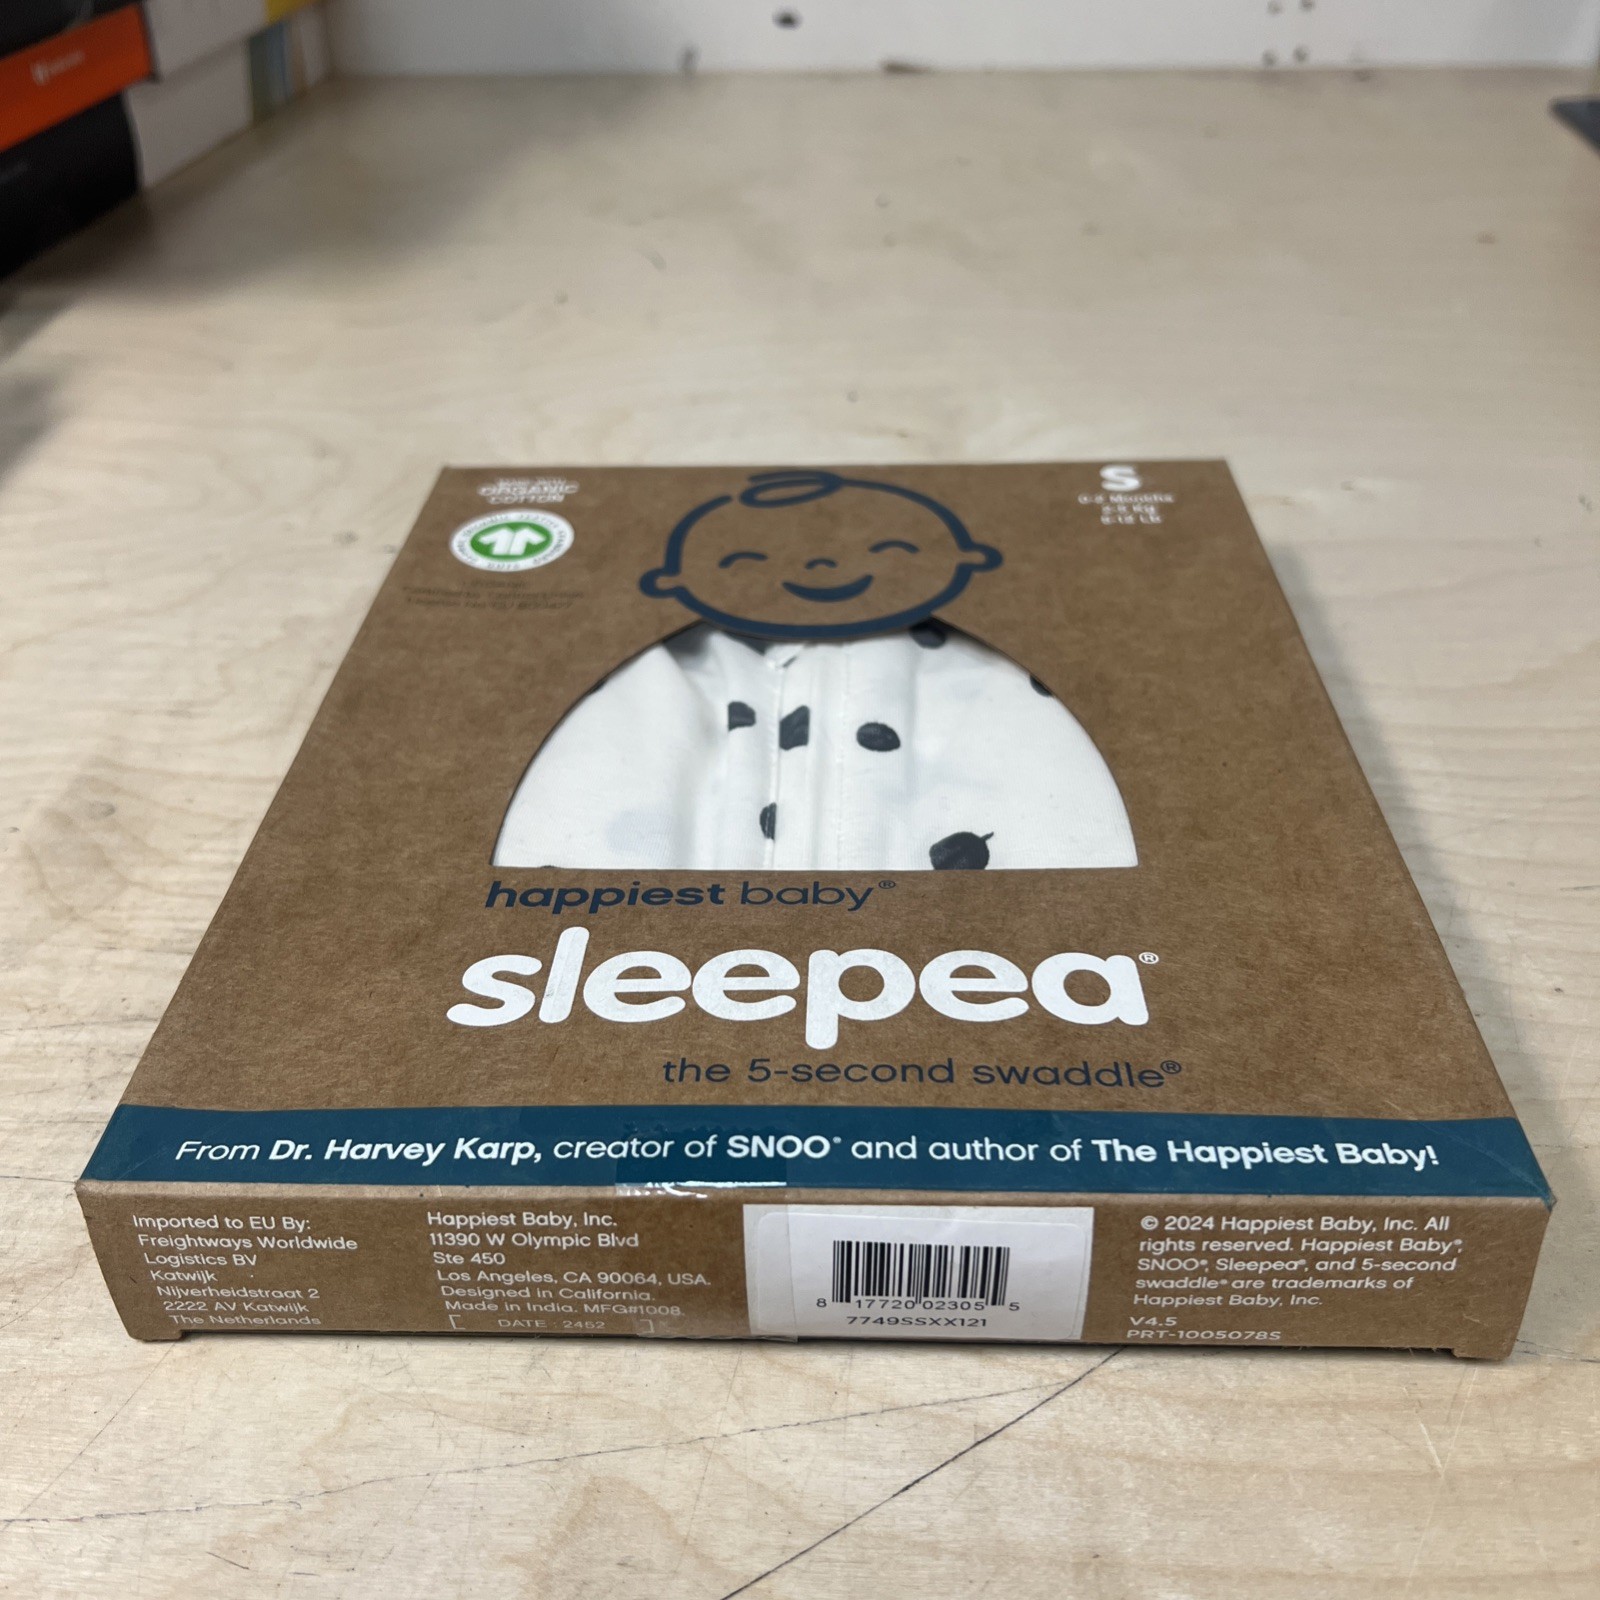 ORGANIC
COTTON
S
0-2 Months
happiest baby®
sleepea®
the 5-second swaddle®
From Dr. Harvey Karp, creator of SNOO® and author of The Happiest Baby!
Imported to EU By:
Freightways Worldwide
Logistics BV
Katwijk
Nijverheidstraat 2
2222 AV Katwijk
The Netherlands
Happiest Baby, Inc.
11390 W Olympic Blvd
Ste 450
Los Angeles, CA 90064, USA.
Designed in California.
Made in India. MFG#1008.
DATE : 2452
8 17720 02305 5
7749SSXX121
© 2024 Happiest Baby, Inc. All
rights reserved. Happiest Baby®,
SNOO®, Sleepea®, and 5-second
swaddle® are trademarks of
Happiest Baby, Inc.
V4.5
PRT-1005078S